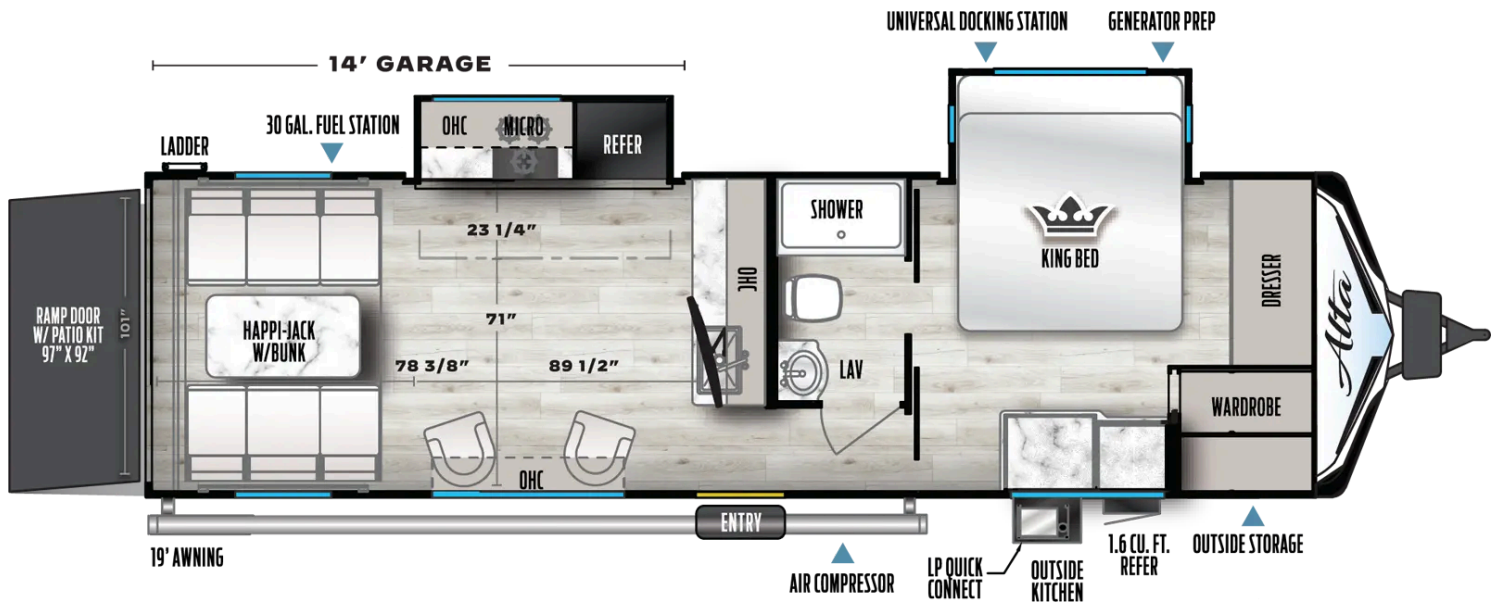 UNIVERSAL DOCKING STATION
GENERATOR PREP
14' GARAGE
30 GAL. FUEL STATION
LADDER
OHC
MICRO
REFER
SHOWER
KING BED
DRESSER
23 1/4"
OHC
RAMP DOOR
W/ PATIO KIT
97" X 92"
101"
HAPPI-JACK
W/BUNK
71"
78 3/8"
89 1/2"
LAV
WARDROBE
Alta
OHC
ENTRY
19' AWNING
AIR COMPRESSOR
LP QUICK
CONNECT
OUTSIDE
KITCHEN
1.6 CU. FT.
REFER
OUTSIDE STORAGE